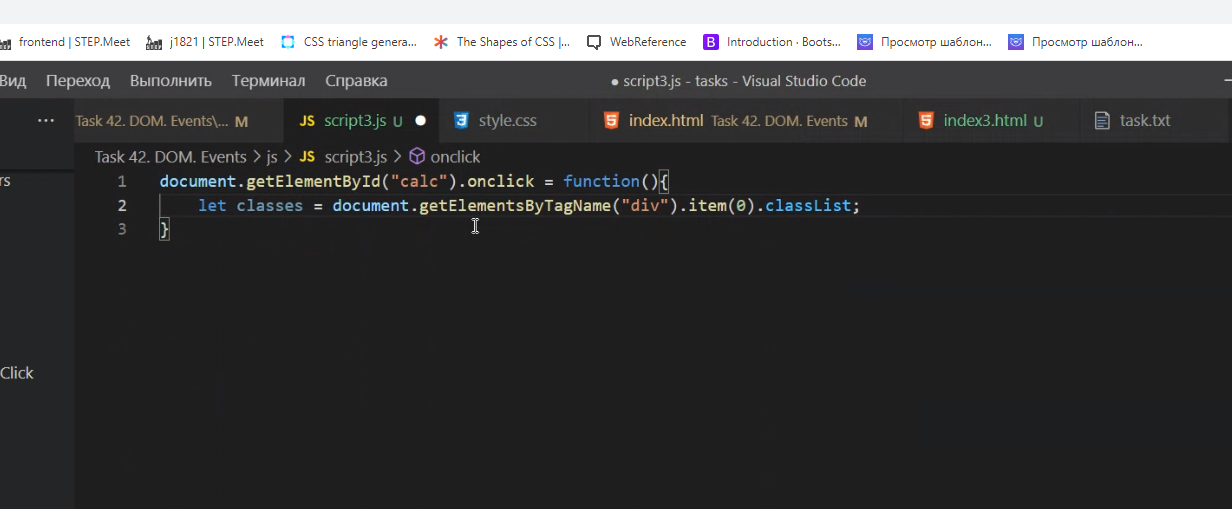 frontend | STEP.Meet j1821 | STEP.Meet CSS triangle genera... The Shapes of CSS |... WebReference B Introduction · Boots... Просмотр шаблон... Просмотр шаблон...
Вид Переход Выполнить Терминал Справка ● script3.js - tasks - Visual Studio Code
··· Task 42. DOM. Events\... M JS script3.js U ● style.css index.html Task 42. DOM. Events M index3.html U task.txt
Task 42. DOM. Events > js > JS script3.js > onclick
rs
1 document.getElementById("calc").onclick = function(){
2 let classes = document.getElementsByTagName("div").item(0).classList;
3 }
Click